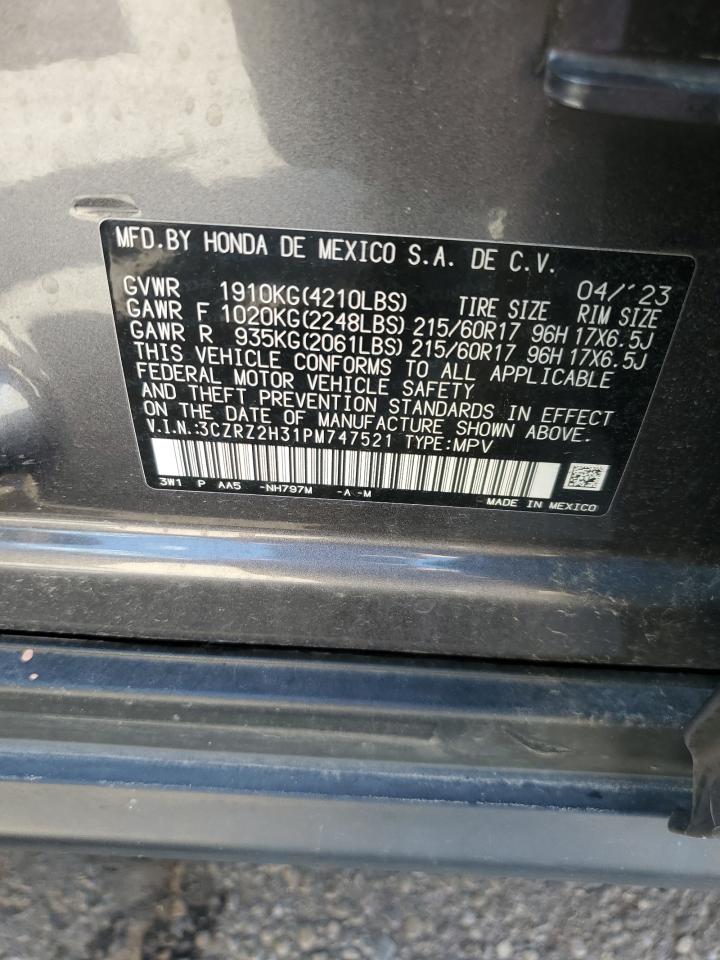 MFD.BY HONDA DE MEXICO S.A. DE C.V.
04/'23
GVWR 1910KG(4210LBS) TIRE SIZE RIM SIZE
GAWR F 1020KG(2248LBS) 215/60R17 96H 17X6.5J
GAWR R 935KG(2061LBS) 215/60R17 96H 17X6.5J
THIS VEHICLE CONFORMS TO ALL APPLICABLE
FEDERAL MOTOR VEHICLE SAFETY
AND THEFT PREVENTION STANDARDS IN EFFECT
ON THE DATE OF MANUFACTURE SHOWN ABOVE.
V.I.N.:3CZRZ2H31PM747521 TYPE:MPV
3W1 P AA5 -NH797M -A -M
MADE IN MEXICO